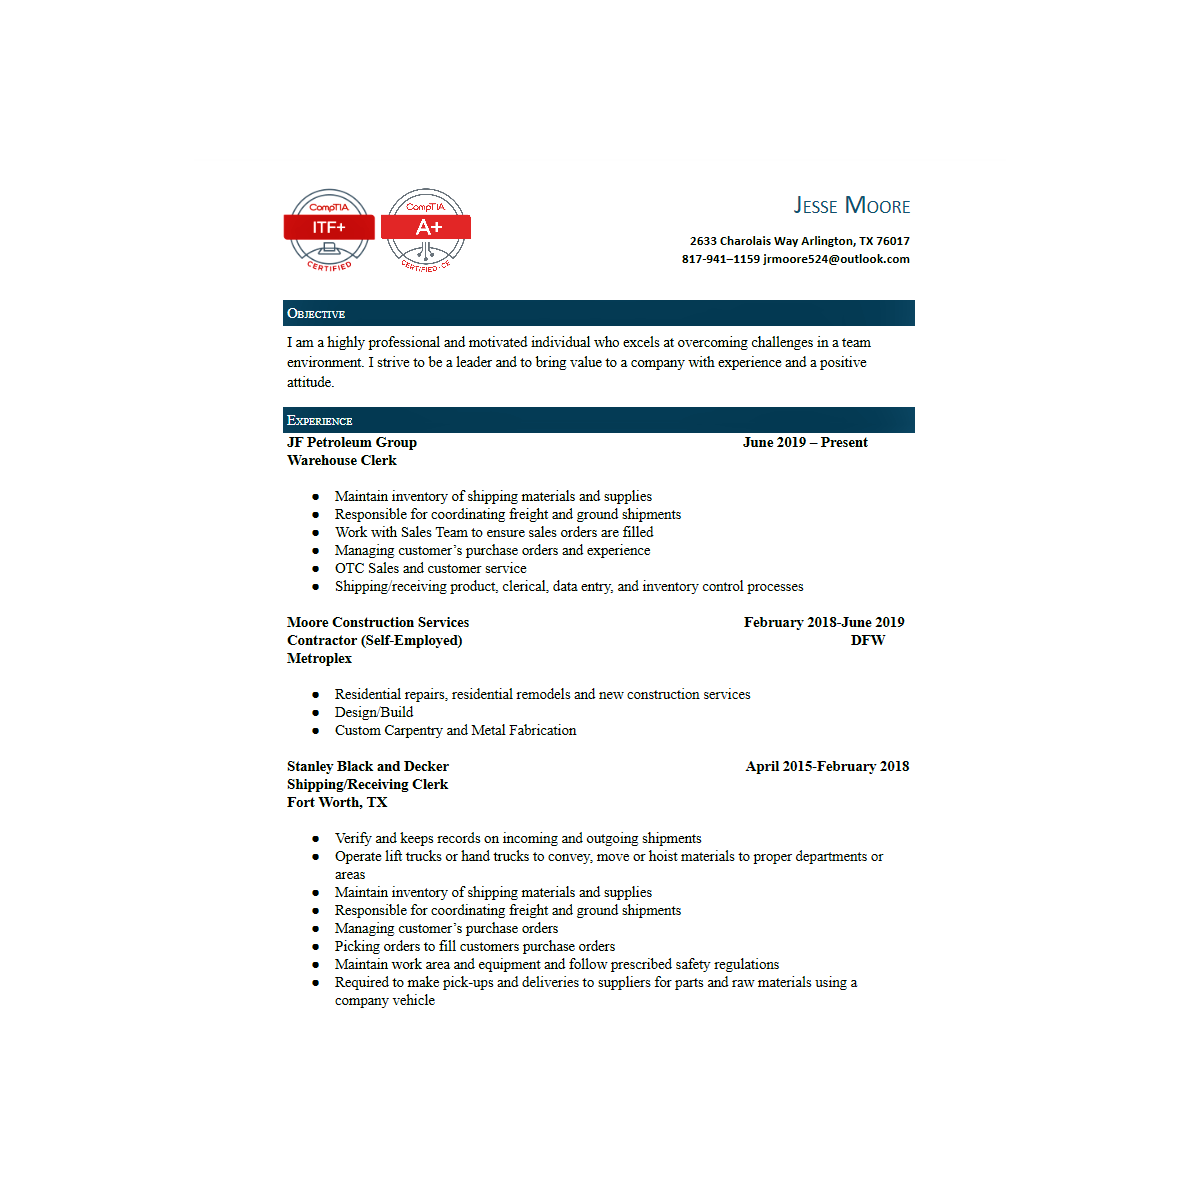 CompTIA
ITF+
CERTIFIED
CompTIA
A+
CERTIFIED·CE
JESSE MOORE
2633 Charolais Way Arlington, TX 76017
817-941–1159 jrmoore524@outlook.com
OBJECTIVE
I am a highly professional and motivated individual who excels at overcoming challenges in a team
environment. I strive to be a leader and to bring value to a company with experience and a positive
attitude.
EXPERIENCE
JF Petroleum Group June 2019 – Present
Warehouse Clerk
● Maintain inventory of shipping materials and supplies
● Responsible for coordinating freight and ground shipments
● Work with Sales Team to ensure sales orders are filled
● Managing customer’s purchase orders and experience
● OTC Sales and customer service
● Shipping/receiving product, clerical, data entry, and inventory control processes
Moore Construction Services February 2018-June 2019
Contractor (Self-Employed) DFW
Metroplex
● Residential repairs, residential remodels and new construction services
● Design/Build
● Custom Carpentry and Metal Fabrication
Stanley Black and Decker April 2015-February 2018
Shipping/Receiving Clerk
Fort Worth, TX
● Verify and keeps records on incoming and outgoing shipments
● Operate lift trucks or hand trucks to convey, move or hoist materials to proper departments or
areas
● Maintain inventory of shipping materials and supplies
● Responsible for coordinating freight and ground shipments
● Managing customer’s purchase orders
● Picking orders to fill customers purchase orders
● Maintain work area and equipment and follow prescribed safety regulations
● Required to make pick-ups and deliveries to suppliers for parts and raw materials using a
company vehicle